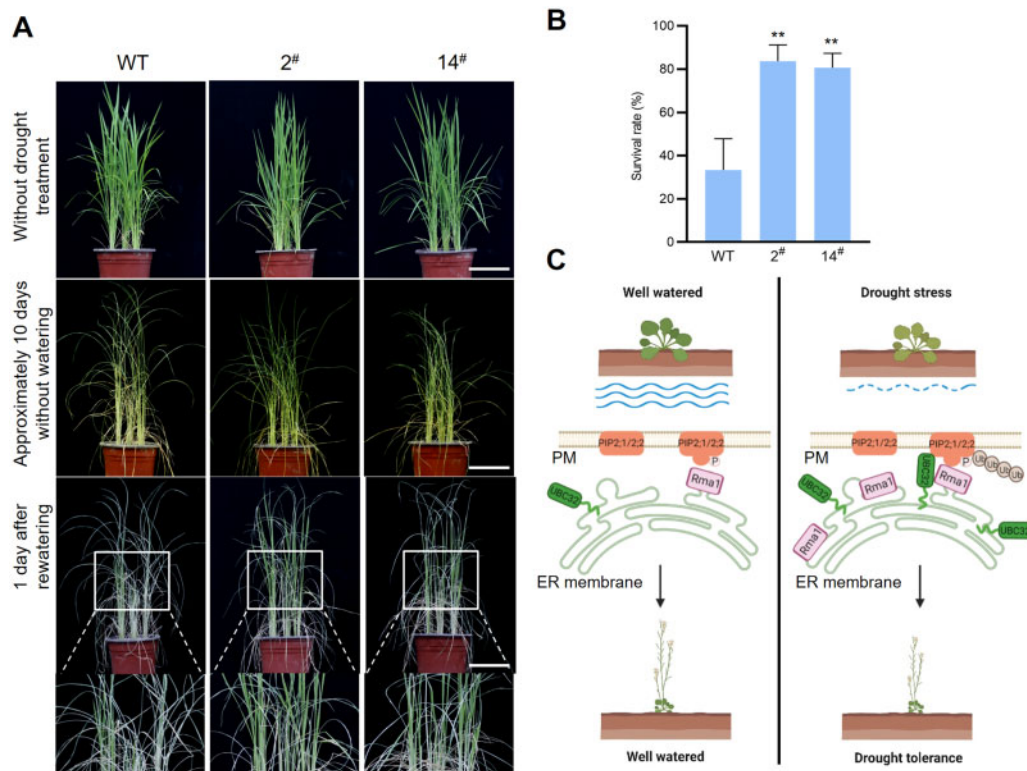 A
WT
2#
14#
Without drought
treatment
Approximately 10 days
without watering
1 day after
rewatering
B
100
80
60
40
20
0
Survival rate (%)
**
**
WT
2#
14#
C
Well watered
Drought stress
PIP2;1/2;2
PIP2;1/2;2
P
PM
Rma1
UBC32
ER membrane
Well watered
PIP2;1/2;2
PIP2;1/2;2
P
Ub
Ub
Ub
Ub
PM
UBC32
Rma1
UBC32
Rma1
Rma1
UBC32
ER membrane
Drought tolerance